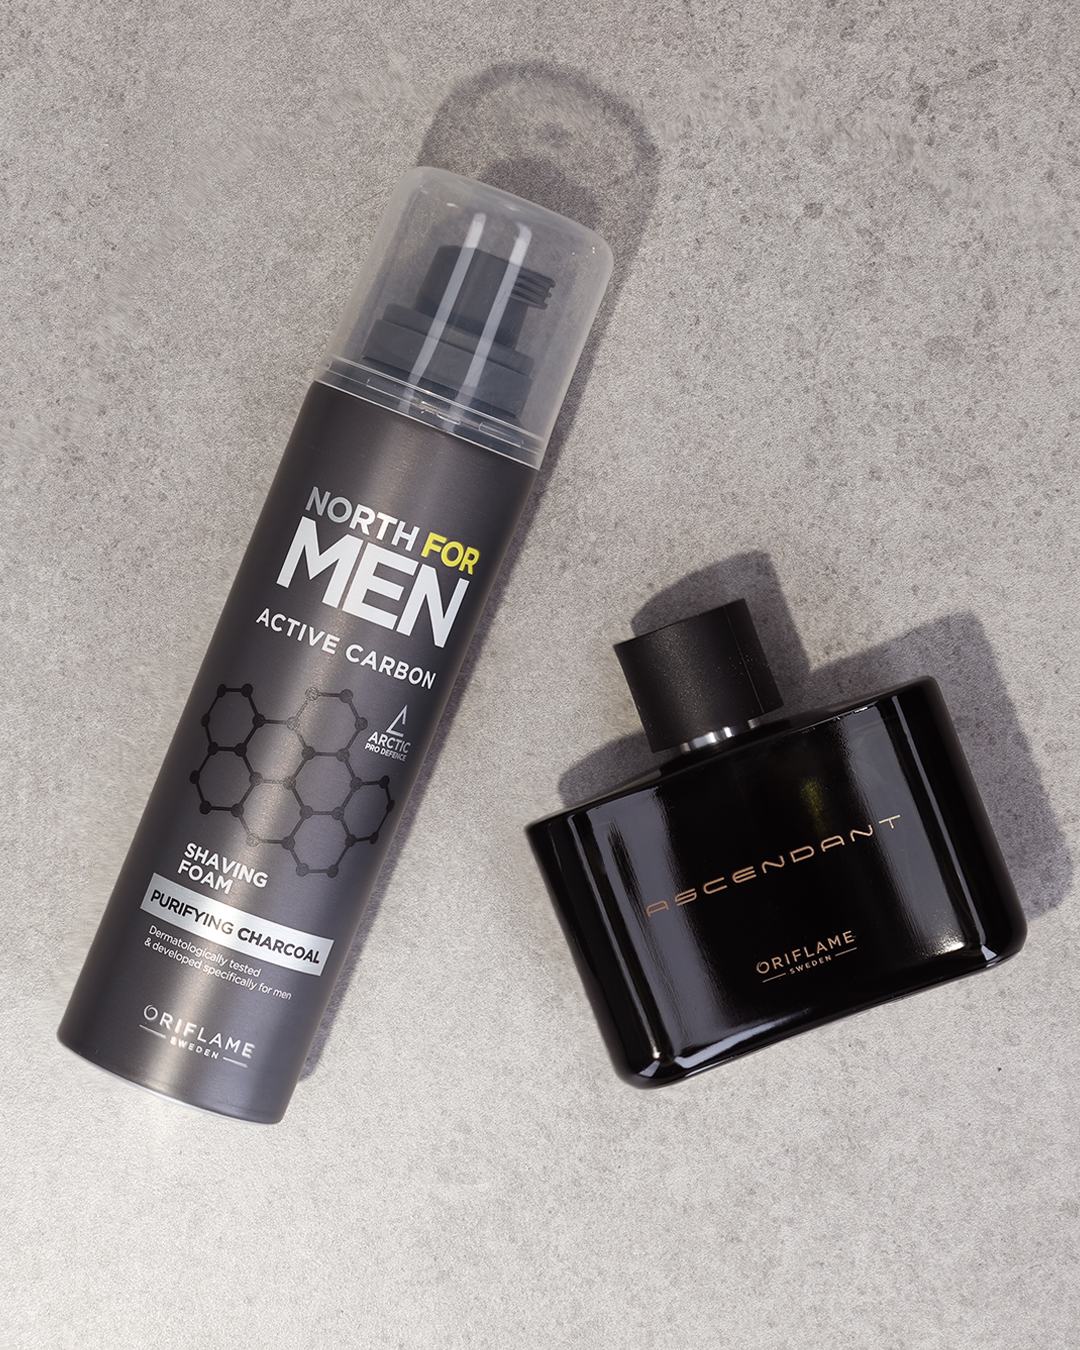 NORTH FOR
MEN
ACTIVE CARBON
ARCTIC
PRO DEFENCE
SHAVING
FOAM
PURIFYING CHARCOAL
Dermatologically tested
& developed specifically for men
ORIFLAME
SWEDEN
ASCENDANT
ORIFLAME
SWEDEN